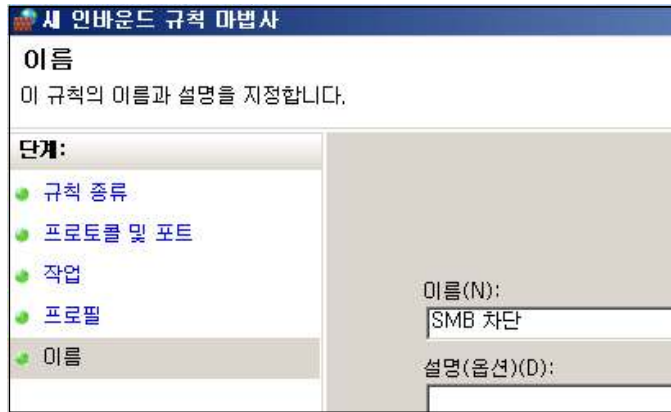 새 인바운드 규칙 마법사
이름
이 규칙의 이름과 설명을 지정합니다.
단계:
규칙 종류
프로토콜 및 포트
작업
프로필
이름
이름(N):
SMB 차단
설명(옵션)(D):